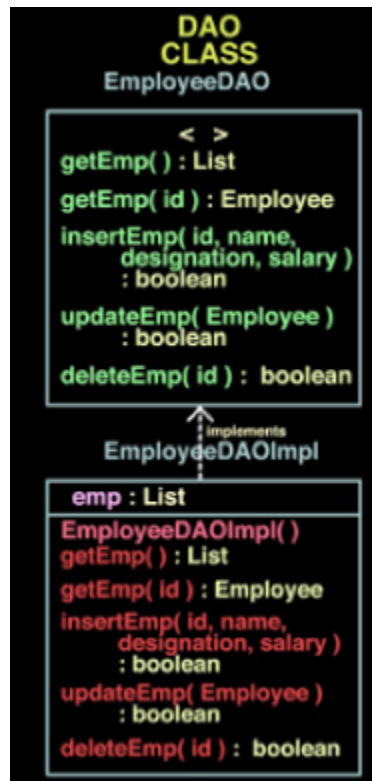 DAO
CLASS
EmployeeDAO
< >
getEmp( ) : List
getEmp( id ) : Employee
insertEmp( id, name,
designation, salary )
: boolean
updateEmp( Employee )
: boolean
deleteEmp( id ) : boolean
implements
EmployeeDAOImpl
emp : List
EmployeeDAOImpl( )
getEmp( ) : List
getEmp( id ) : Employee
insertEmp( id, name,
designation, salary )
: boolean
updateEmp( Employee )
: boolean
deleteEmp( id ) : boolean